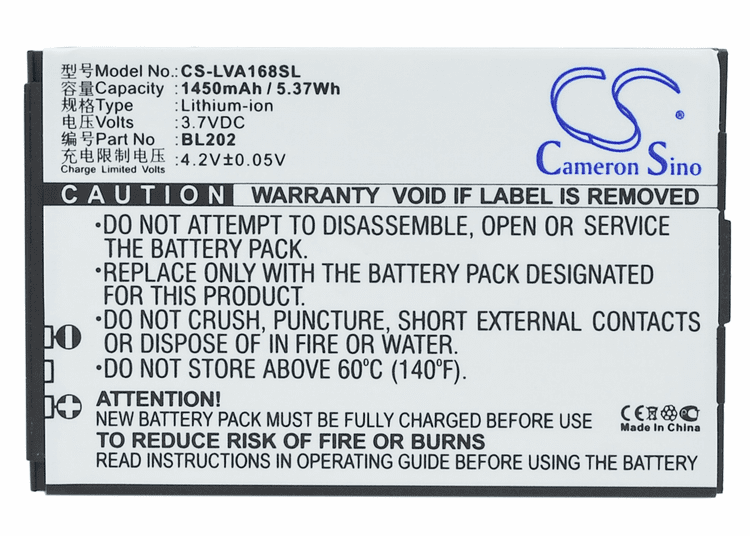 型号Model No.: CS-LVA168SL
容量Capacity: 1450mAh / 5.37Wh
规格Type: Lithium-ion
电压Volts: 3.7VDC
编号Part No: BL202
充电限制电压: 4.2V±0.05V
Charge Limited Volts
CS®
Cameron Sino
CAUTION WARRANTY VOID IF LABEL IS REMOVED
•DO NOT ATTEMPT TO DISASSEMBLE, OPEN OR SERVICE
THE BATTERY PACK.
•REPLACE ONLY WITH THE BATTERY PACK DESIGNATED
FOR THIS PRODUCT.
•DO NOT CRUSH, PUNCTURE, SHORT EXTERNAL CONTACTS
OR DISPOSE OF IN FIRE OR WATER.
•DO NOT STORE ABOVE 60ºC (140ºF).
ATTENTION!
NEW BATTERY PACK MUST BE FULLY CHARGED BEFORE USE
TO REDUCE RISK OF FIRE OR BURNS
READ INSTRUCTIONS IN OPERATING GUIDE BEFORE USING BATTERY PACK.
CE
Made In China